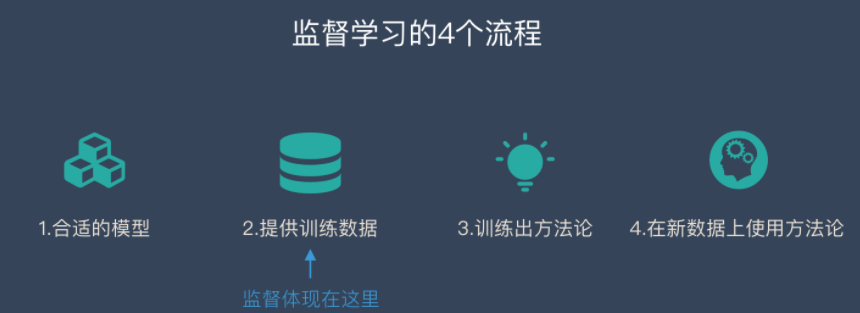 监督学习的4个流程
1.合适的模型
2.提供训练数据
3.训练出方法论
4.在新数据上使用方法论
监督体现在这里